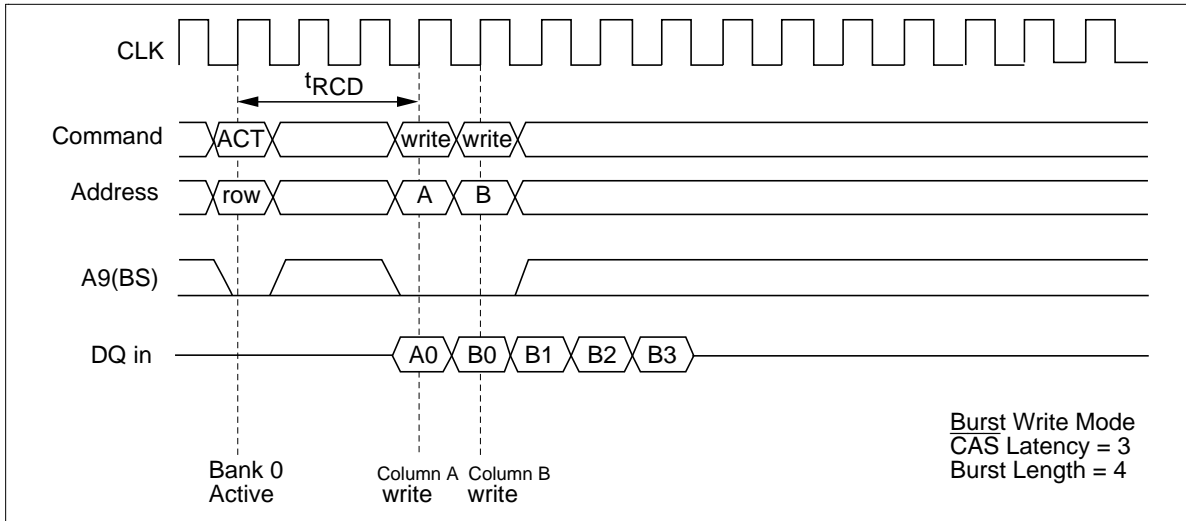 CLK
tRCD
Command ACT write write
Address row A B
A9(BS)
DQ in A0 B0 B1 B2 B3
Burst Write Mode
CAS Latency = 3
Burst Length = 4
Bank 0
Active
Column A
write
Column B
write